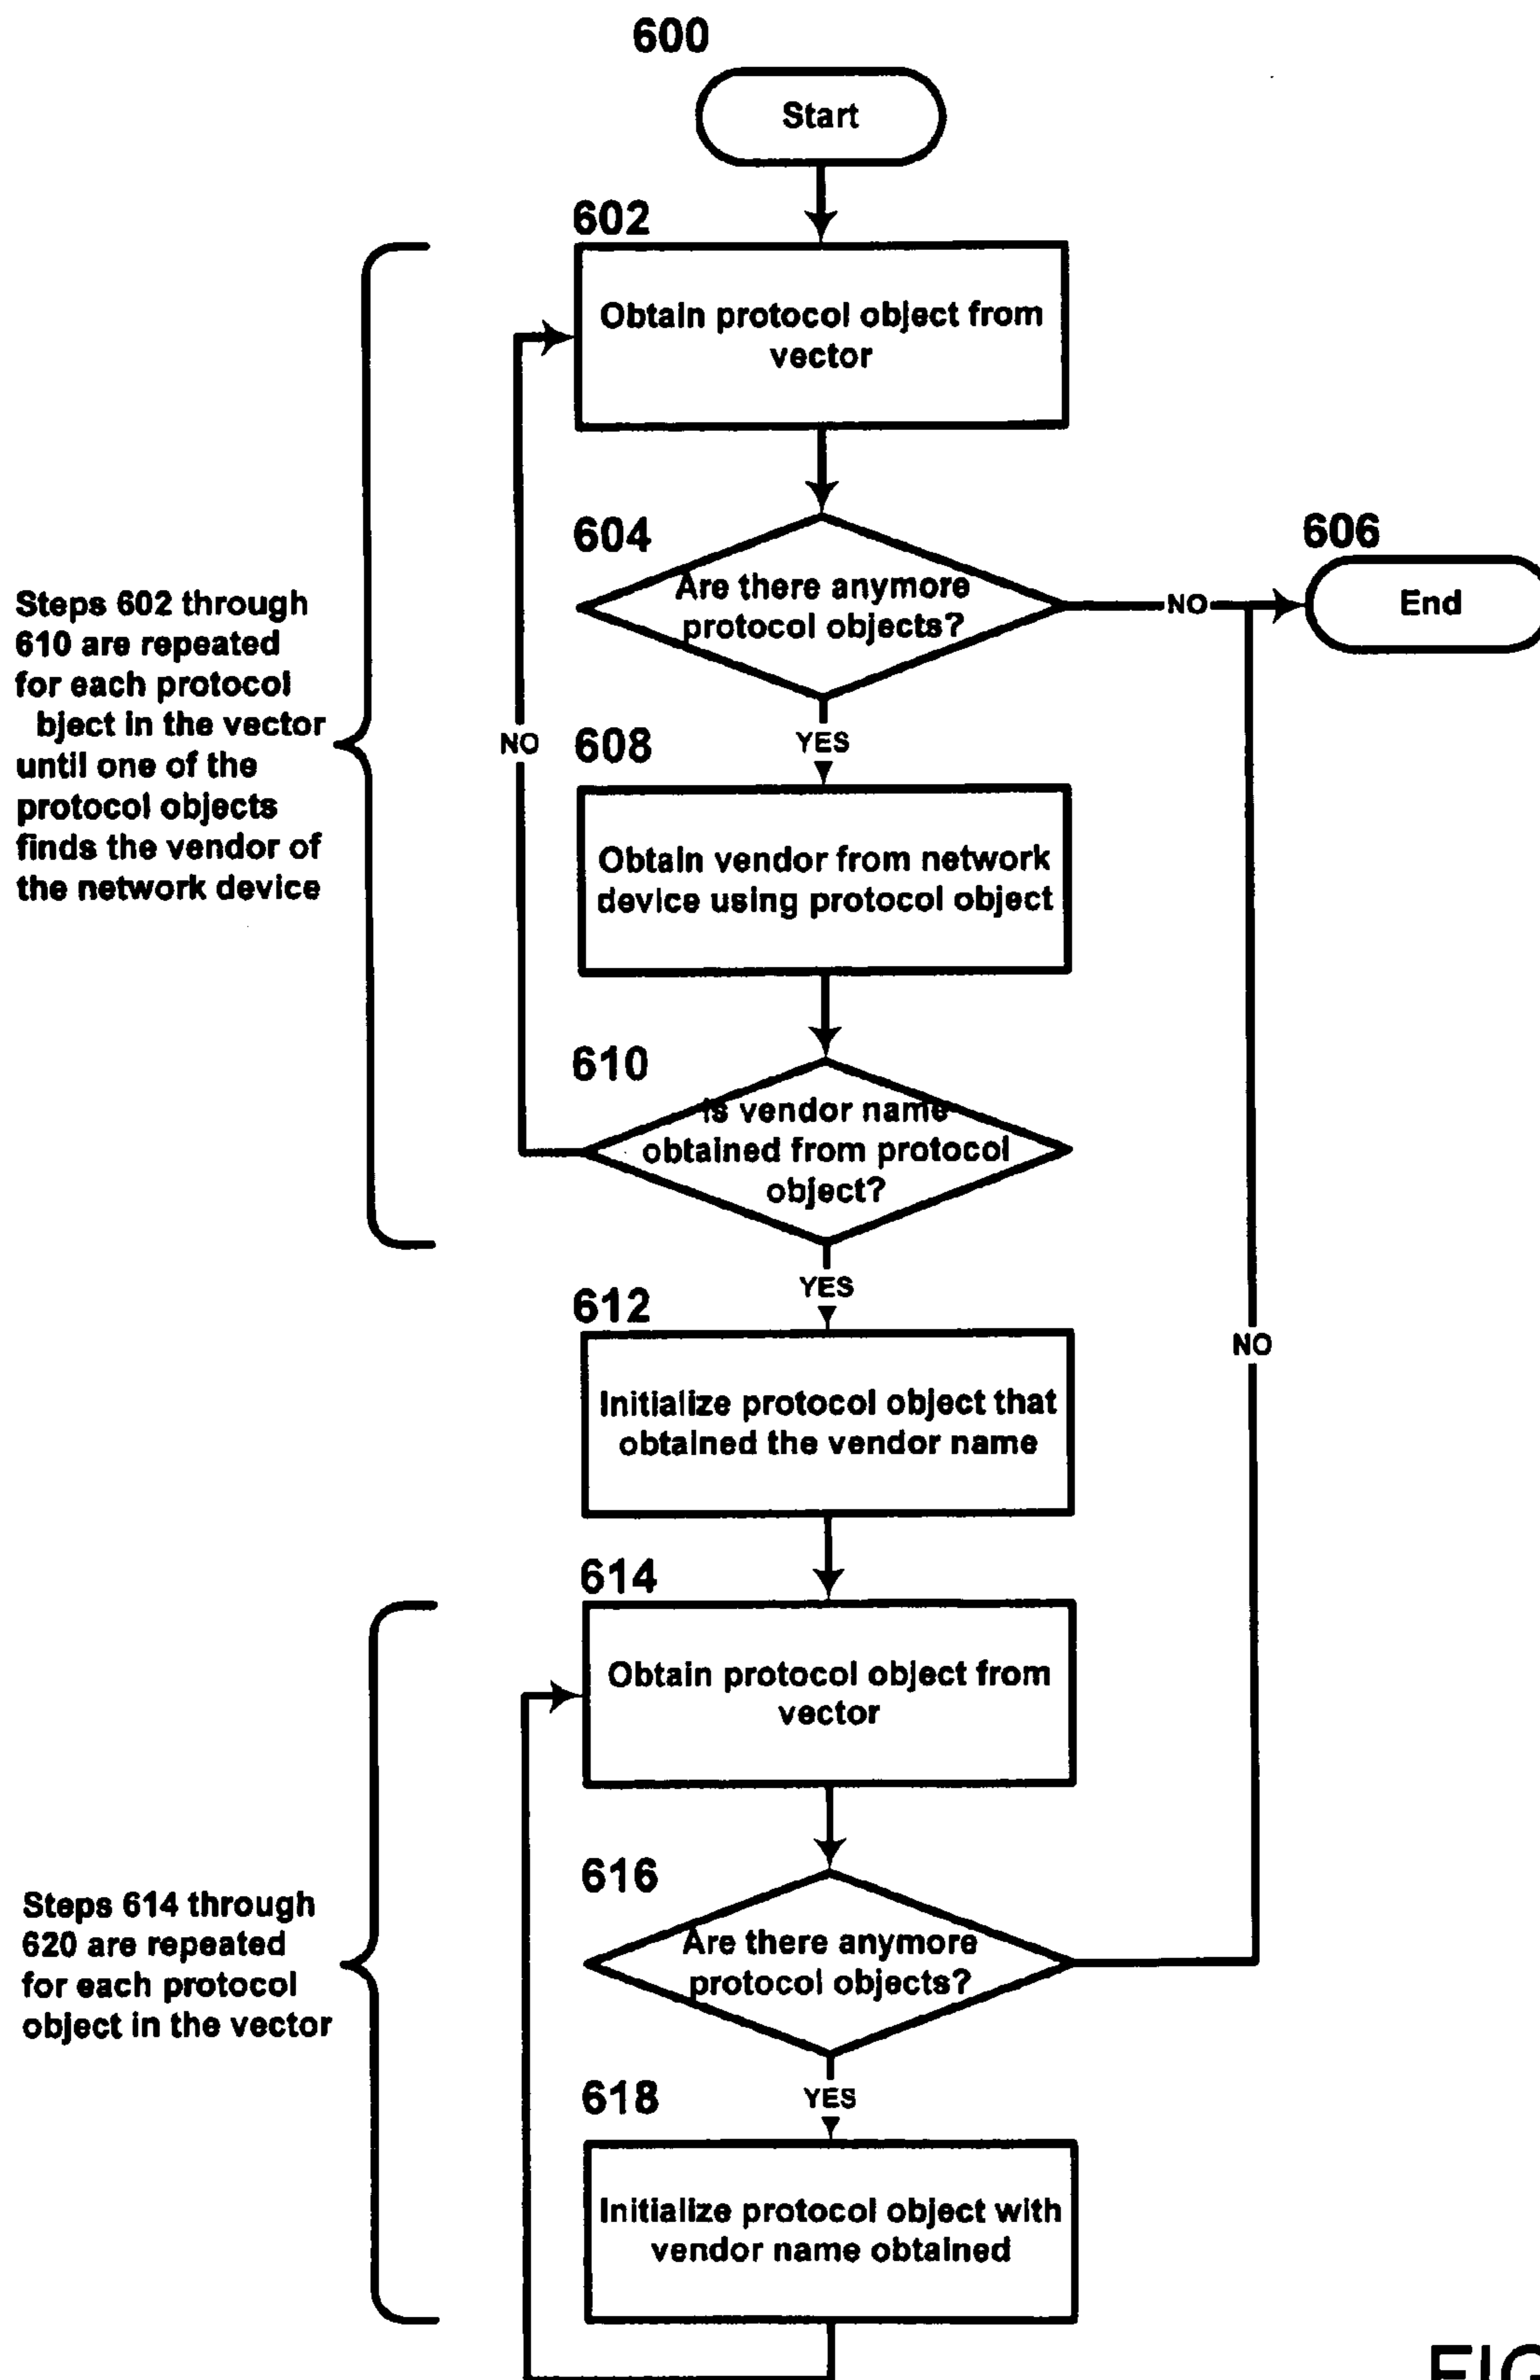 600
Start
602
Obtain protocol object from
vector
604
Are there anymore
protocol objects?
NO
606
End
Steps 602 through
610 are repeated
for each protocol
bject in the vector
until one of the
protocol objects
finds the vendor of
the network device
NO
YES
608
Obtain vendor from network
device using protocol object
610
Is vendor name
obtained from protocol
object?
YES
612
Initialize protocol object that
obtained the vendor name
NO
614
Obtain protocol object from
vector
616
Are there anymore
protocol objects?
Steps 614 through
620 are repeated
for each protocol
object in the vector
YES
618
Initialize protocol object with
vendor name obtained
FIG